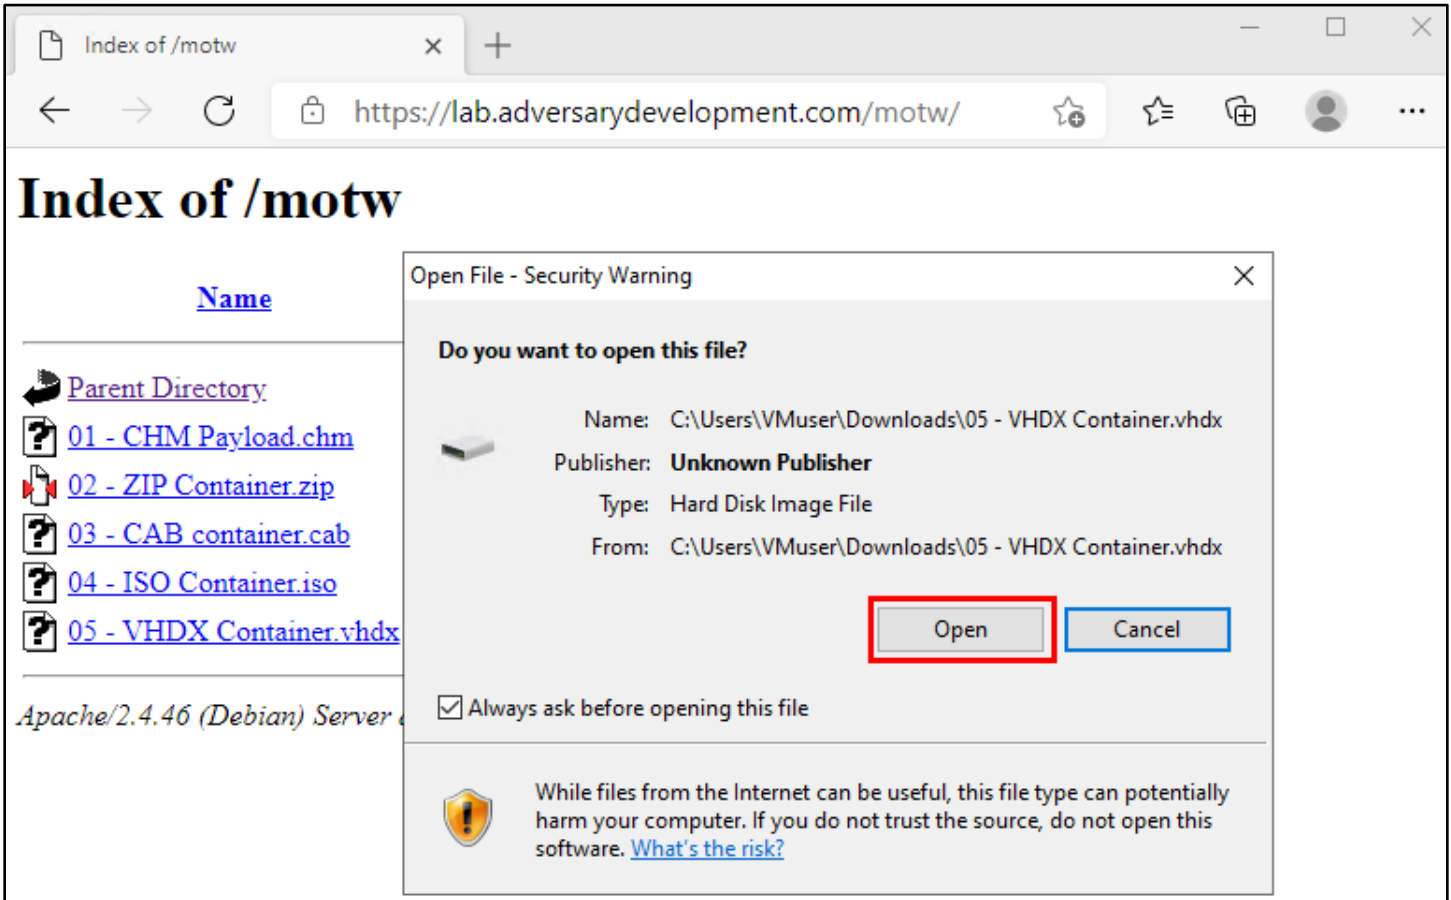 Index of /motw
https://lab.adversarydevelopment.com/motw/
Index of /motw
Name
Parent Directory
01 - CHM Payload.chm
02 - ZIP Container.zip
03 - CAB container.cab
04 - ISO Container.iso
05 - VHDX Container.vhdx
Apache/2.4.46 (Debian) Server
Open File - Security Warning
Do you want to open this file?
Name: C:\Users\VMuser\Downloads\05 - VHDX Container.vhdx
Publisher: Unknown Publisher
Type: Hard Disk Image File
From: C:\Users\VMuser\Downloads\05 - VHDX Container.vhdx
Open Cancel
Always ask before opening this file
While files from the Internet can be useful, this file type can potentially
harm your computer. If you do not trust the source, do not open this
software. What's the risk?